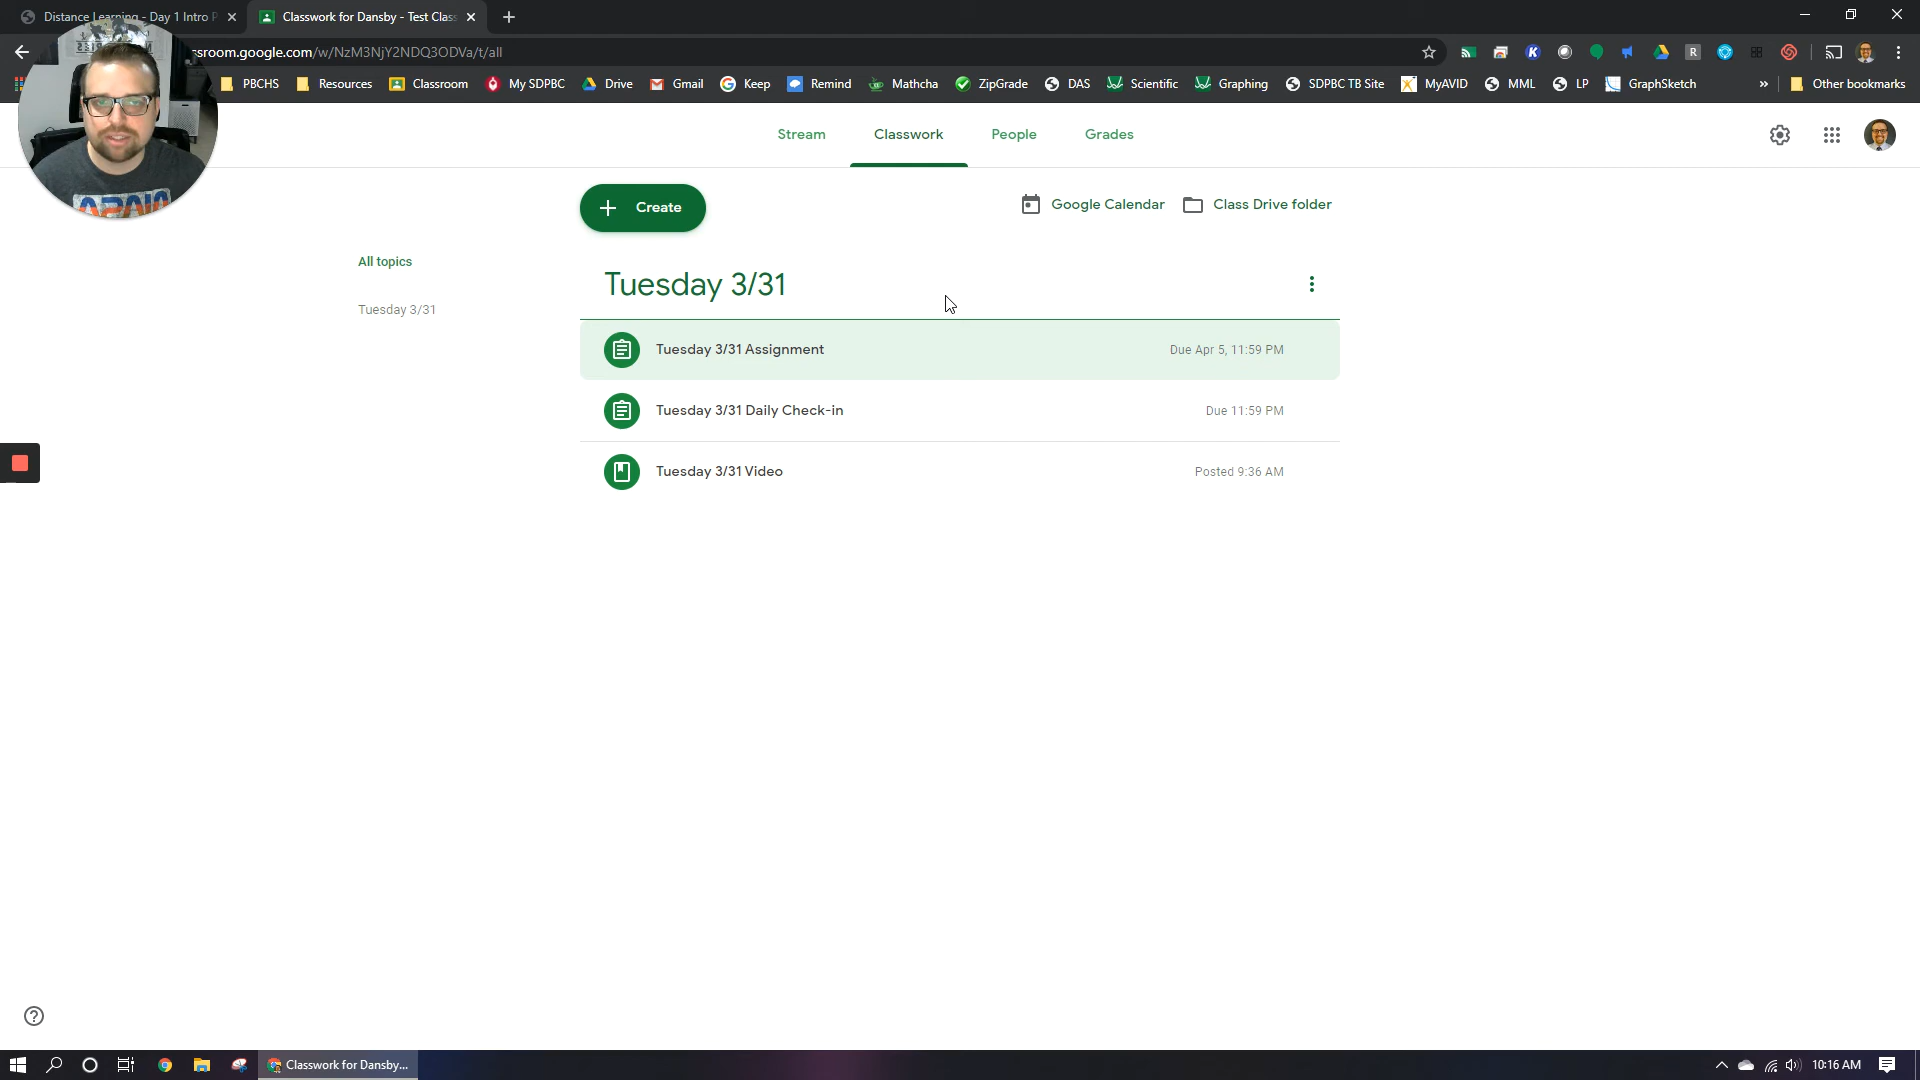 Distance Learning - Day 1 Intro P
Classwork for Dansby - Test Class
ssroom.google.com/w/NzM3NjY2NDQ3ODVa/t/all
PBCHS Resources Classroom My SDPBC Drive Gmail Keep Remind Mathcha ZipGrade DAS Scientific Graphing SDPBC TB Site MyAVID MML LP GraphSketch » Other bookmarks
Stream Classwork People Grades
Create
Google Calendar Class Drive folder
All topics
Tuesday 3/31
Tuesday 3/31
Tuesday 3/31 Assignment Due Apr 5, 11:59 PM
Tuesday 3/31 Daily Check-in Due 11:59 PM
Tuesday 3/31 Video Posted 9:36 AM
Classwork for Dansby...
10:16 AM